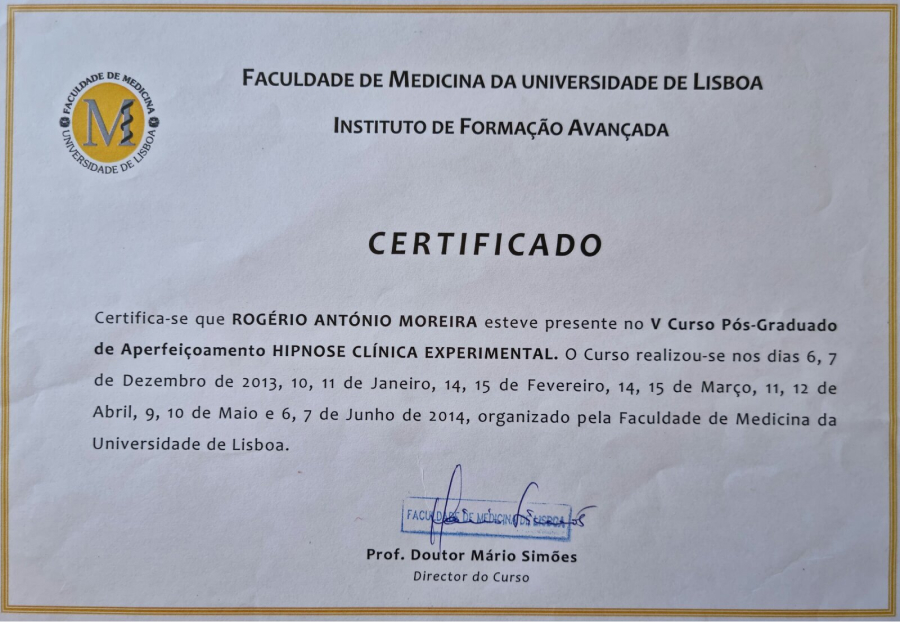 FACULDADE DE MEDICINA
UNIVERSIDADE DE LISBOA
M
FACULDADE DE MEDICINA DA UNIVERSIDADE DE LISBOA
INSTITUTO DE FORMAÇÃO AVANÇADA
CERTIFICADO
Certifica-se que ROGÉRIO ANTÓNIO MOREIRA esteve presente no V Curso Pós-Graduado
de Aperfeiçoamento HIPNOSE CLÍNICA EXPERIMENTAL. O Curso realizou-se nos dias 6, 7
de Dezembro de 2013, 10, 11 de Janeiro, 14, 15 de Fevereiro, 14, 15 de Março, 11, 12 de
Abril, 9, 10 de Maio e 6, 7 de Junho de 2014, organizado pela Faculdade de Medicina da
Universidade de Lisboa.
FACULDADE DE MEDICINA DE LISBOA
Prof. Doutor Mário Simões
Director do Curso